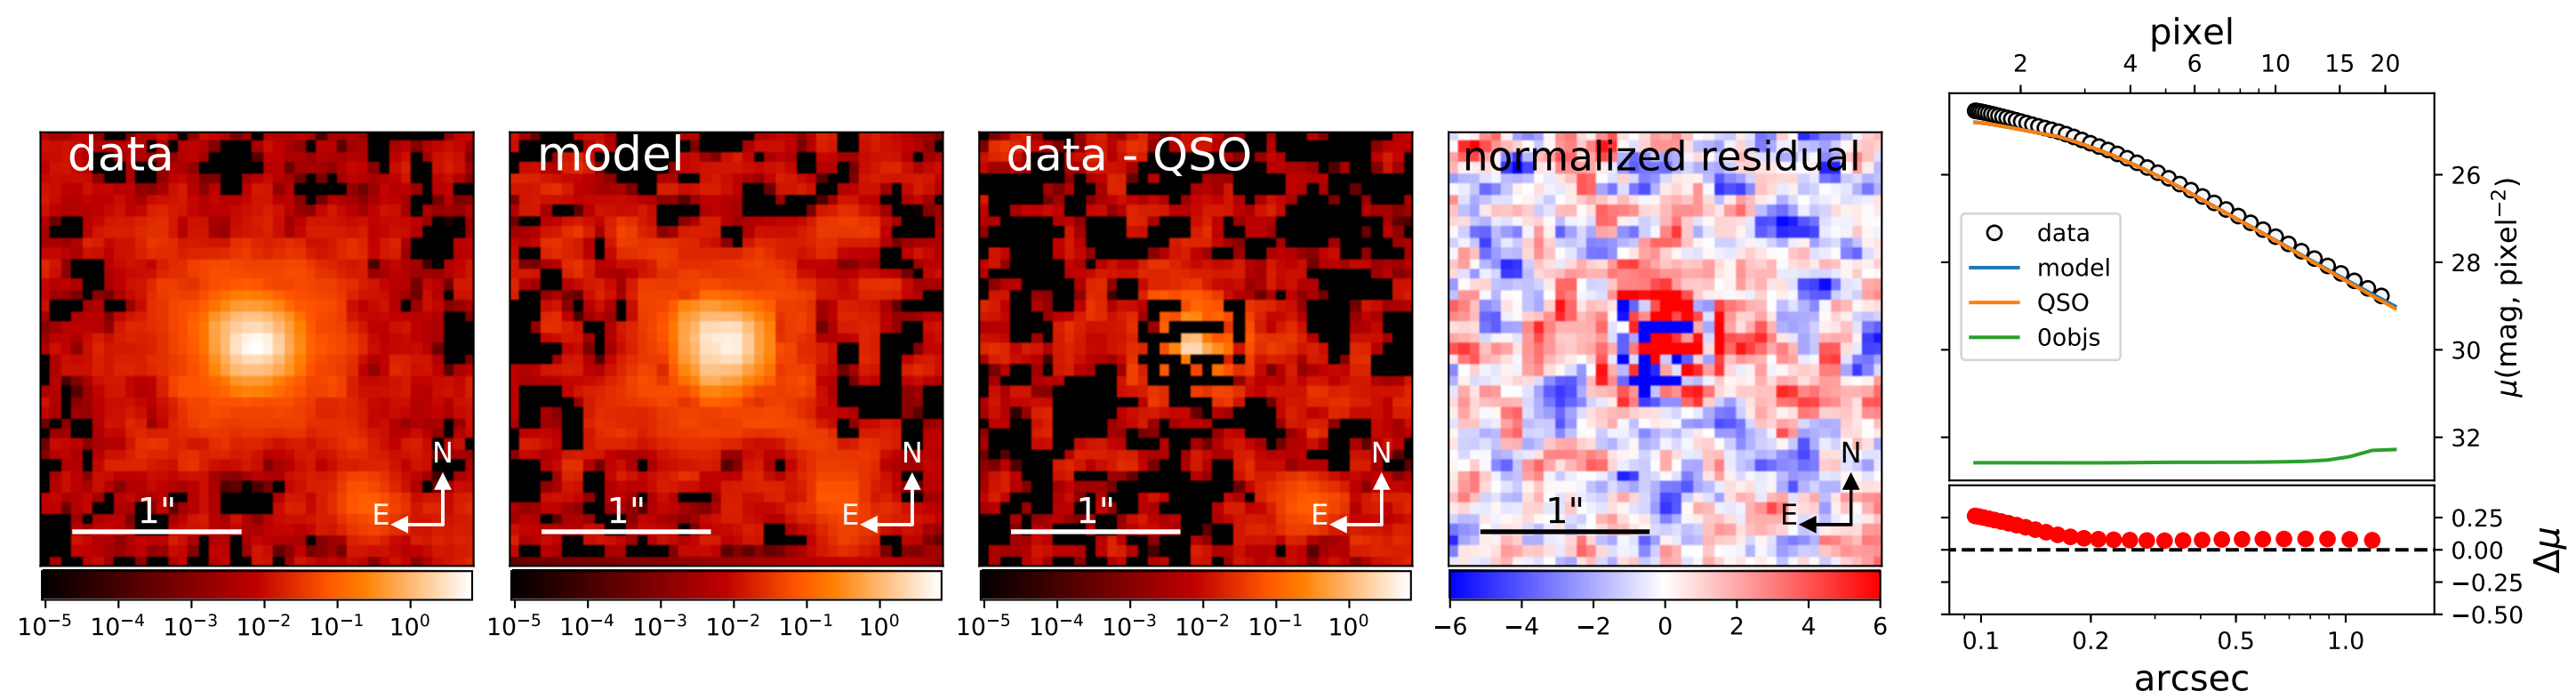 data
N
E
1"
10⁻⁵ 10⁻⁴ 10⁻³ 10⁻² 10⁻¹ 10⁰
model
N
E
1"
10⁻⁵ 10⁻⁴ 10⁻³ 10⁻² 10⁻¹ 10⁰
data - QSO
N
E
1"
10⁻⁵ 10⁻⁴ 10⁻³ 10⁻² 10⁻¹ 10⁰
normalized residual
N
E
1"
−6 −4 −2 0 2 4 6
pixel
2 4 6 10 15 20
data
model
QSO
0objs
26
28
30
32
μ(mag, pixel⁻²)
0.25
0.00
−0.25
−0.50
Δμ
0.1 0.2 0.5 1.0
arcsec